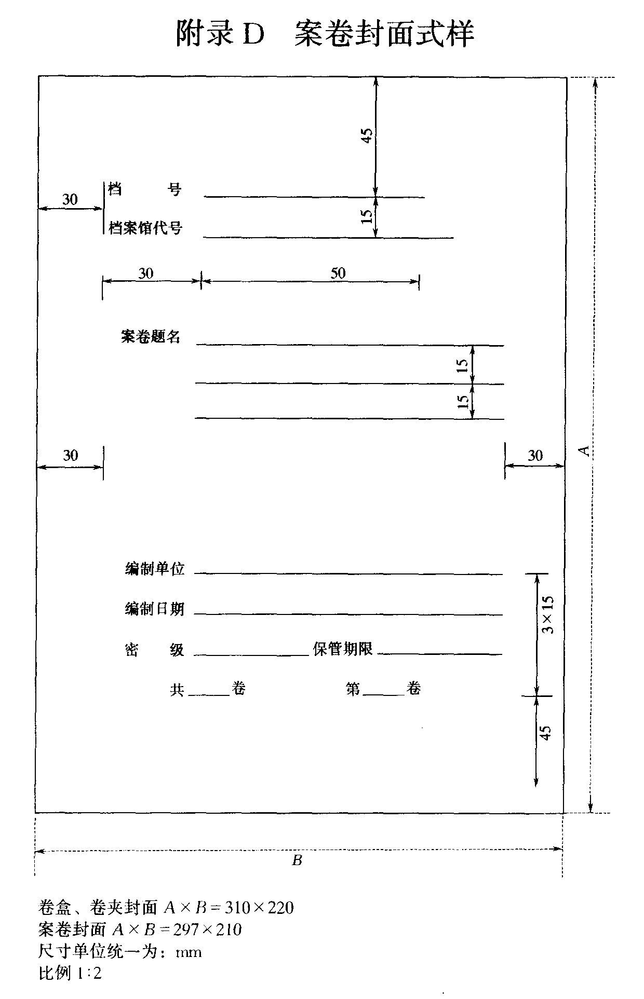 附录D 案卷封面式样
45
档 号
30
15
档案馆代号
30 50
案卷题名
15
15
30 30
A
编制单位
编制日期
3×15
密 级 保管期限
共 卷 第 卷
45
B
卷盒、卷夹封面 A×B=310×220
案卷封面 A×B=297×210
尺寸单位统一为：mm
比例 1:2